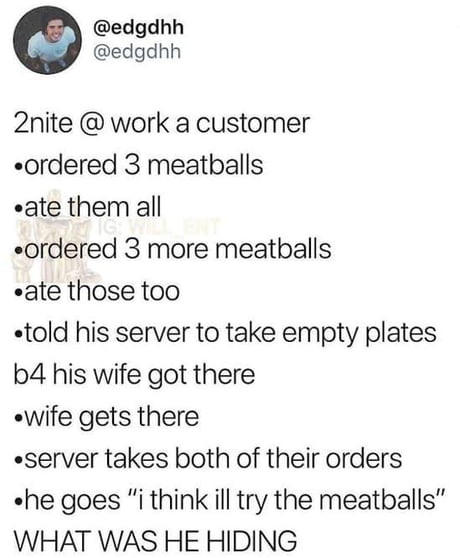 @edgdhh
@edgdhh
2nite @ work a customer
•ordered 3 meatballs
•ate them all
IG: WILL_ENT
•ordered 3 more meatballs
•ate those too
•told his server to take empty plates
b4 his wife got there
•wife gets there
•server takes both of their orders
•he goes “i think ill try the meatballs”
WHAT WAS HE HIDING